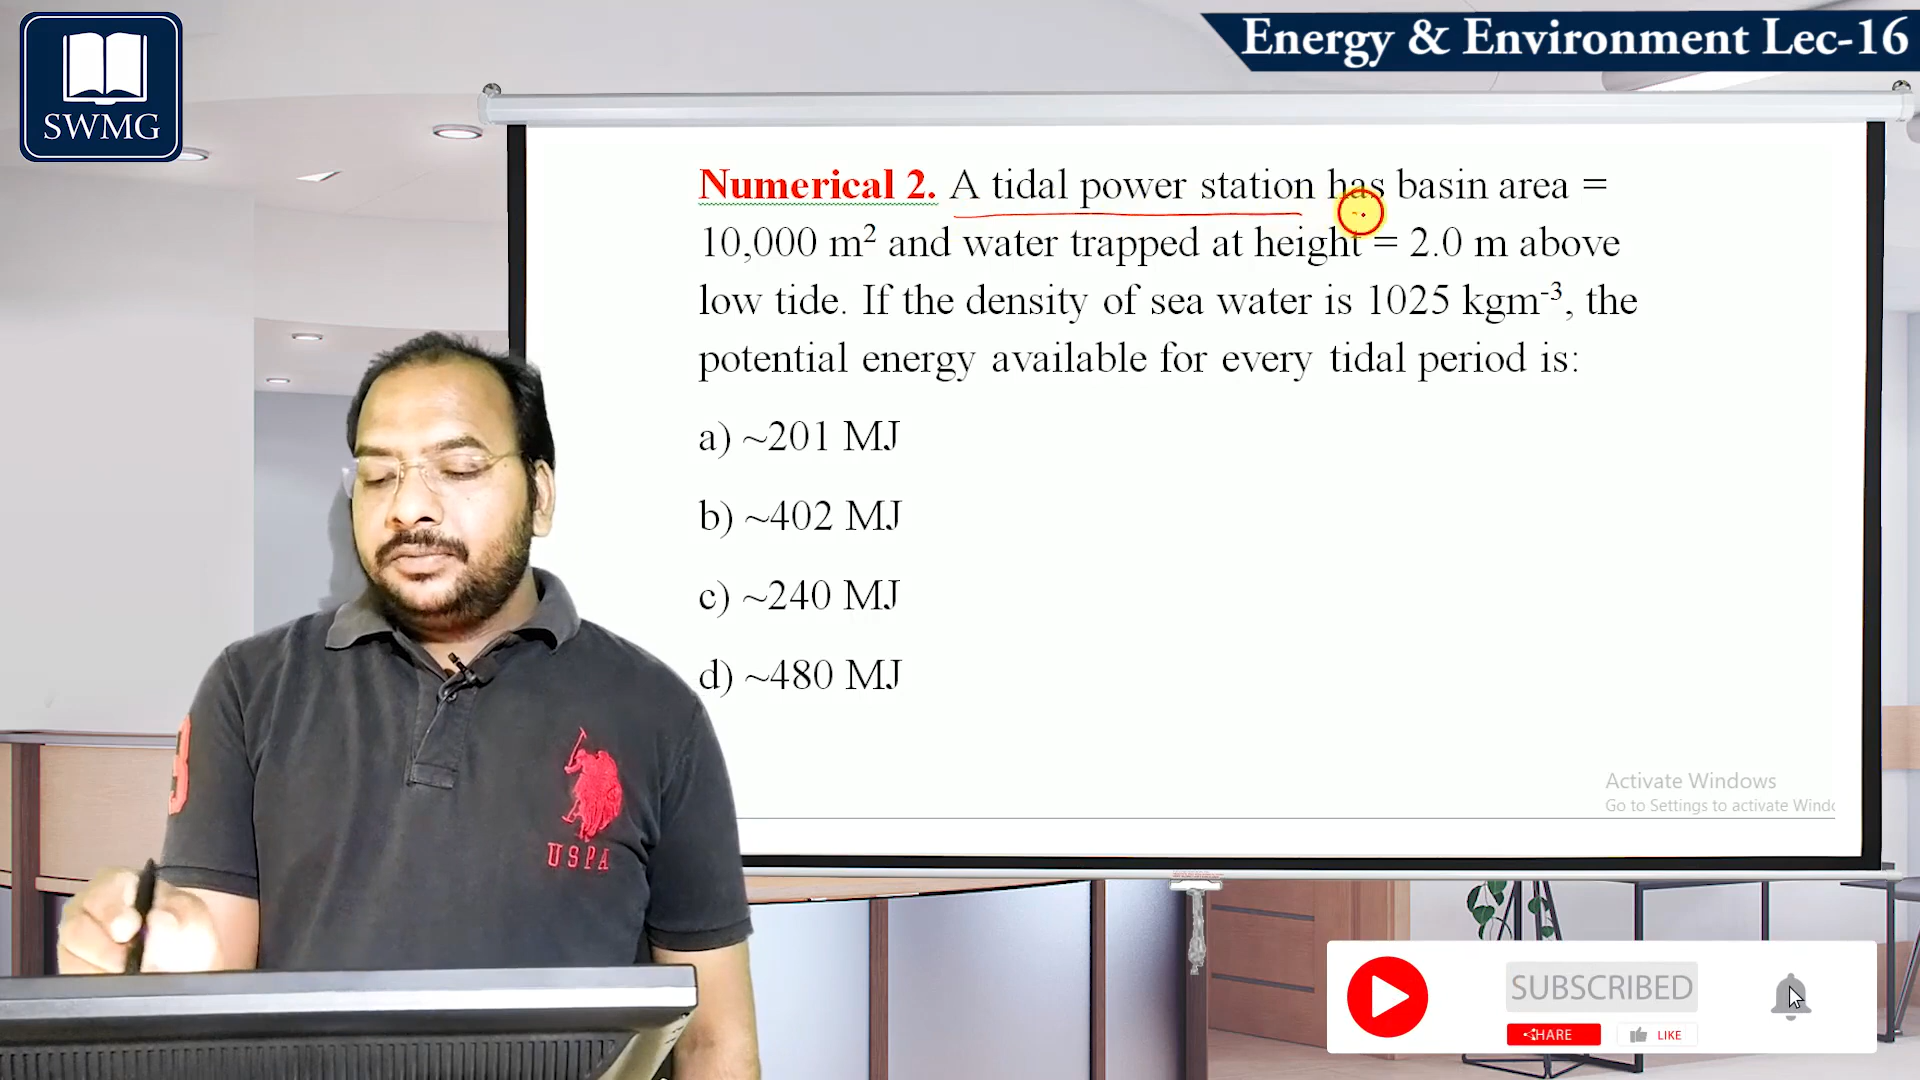 SWMG
Energy & Environment Lec-16
Numerical 2. A tidal power station has basin area =
10,000 m² and water trapped at height = 2.0 m above
low tide. If the density of sea water is 1025 kgm⁻³, the
potential energy available for every tidal period is:
a) ~201 MJ
b) ~402 MJ
c) ~240 MJ
d) ~480 MJ
Activate Windows
Go to Settings to activate Windo
USPA
SUBSCRIBED
SHARE
LIKE